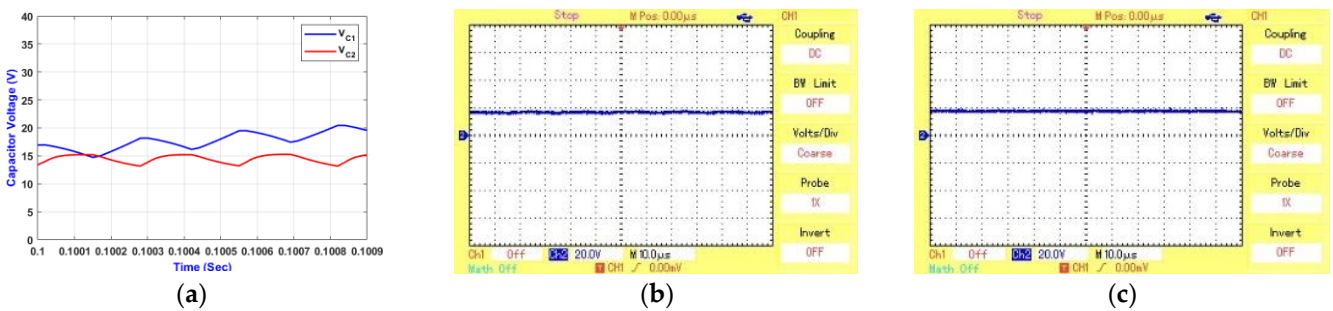 40
35
30
25
20
15
10
5
0
Capacitor Voltage (V)
V_C1
V_C2
0.1 0.1001 0.1002 0.1003 0.1004 0.1005 0.1006 0.1007 0.1008 0.1009
Time (Sec)
(a)
Stop M Pos: 0.00μs CH1
Coupling
DC
BW Limit
OFF
Volts/Div
Coarse
Probe
1X
Invert
OFF
2
Ch1 Off Ch2 20.0V M 10.0μs
Math Off T CH1 0.00mV
(b)
Stop M Pos: 0.00μs CH1
Coupling
DC
BW Limit
OFF
Volts/Div
Coarse
Probe
1X
Invert
OFF
2
Ch1 Off Ch2 20.0V M 10.0μs
Math Off T CH1 0.00mV
(c)